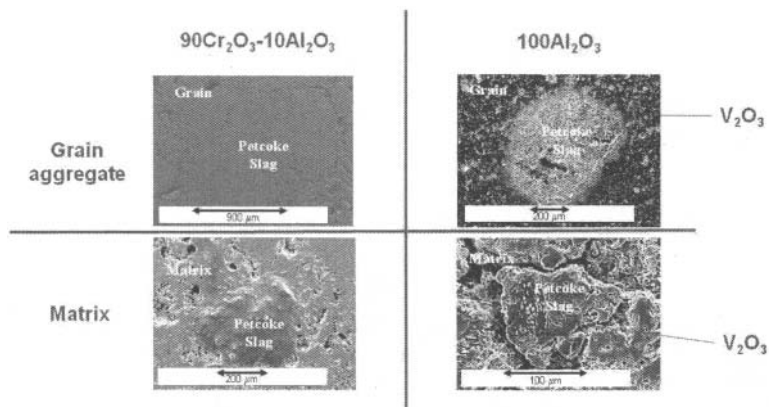 90Cr₂O₃-10Al₂O₃
100Al₂O₃
Grain
aggregate
Grain
Petcoke
Slag
900 µm
Grain
Petcoke
Slag
200 µm
V₂O₃
Matrix
Matrix
Petcoke
Slag
200 µm
Matrix
Petcoke
Slag
100 µm
V₂O₃